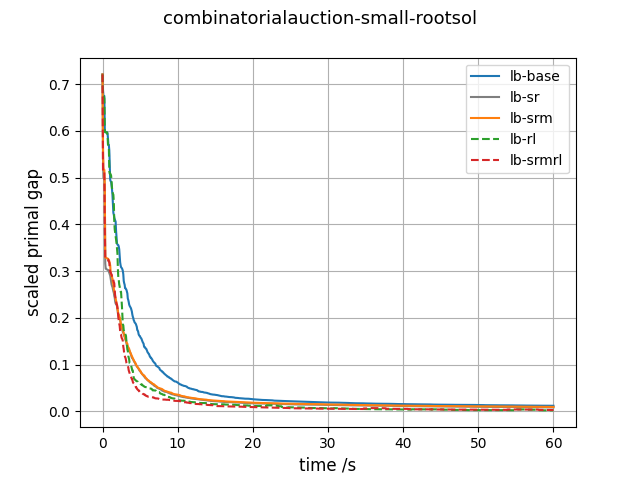 combinatorialauction-small-rootsol
lb-base
lb-sr
lb-srm
lb-rl
lb-srmrl
scaled primal gap
0.7
0.6
0.5
0.4
0.3
0.2
0.1
0.0
0 10 20 30 40 50 60
time /s